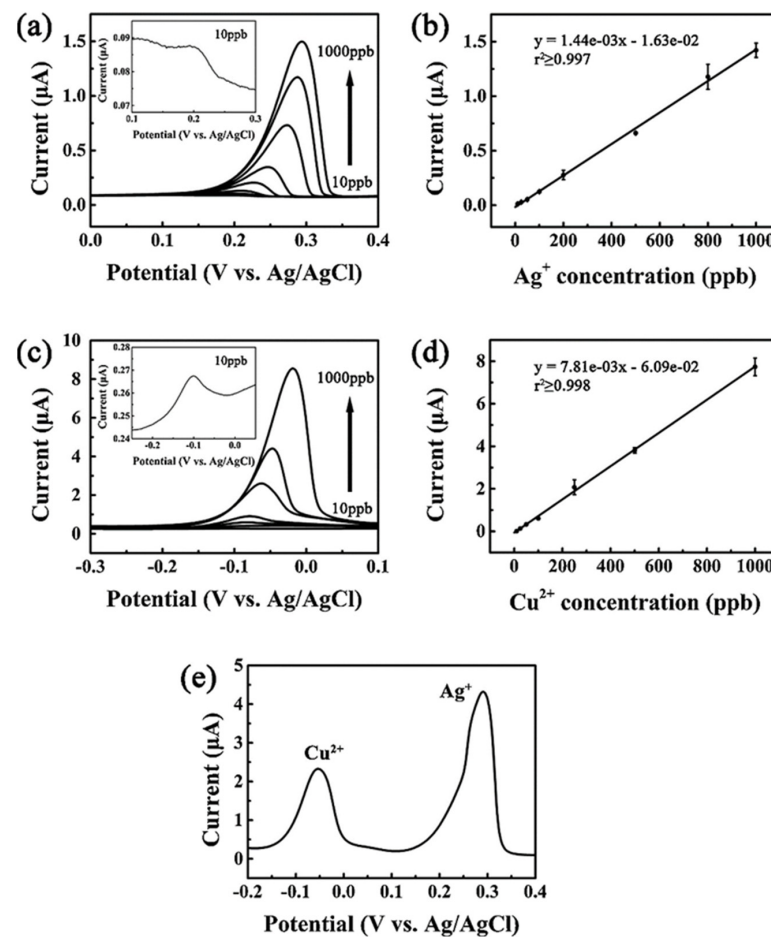 (a)
10ppb
Current (μA)
0.09
0.08
0.07
0.1 0.2 0.3
Potential (V vs. Ag/AgCl)
1000ppb
10ppb
Current (μA)
1.5
1.0
0.5
0.0
0.0 0.1 0.2 0.3 0.4
Potential (V vs. Ag/AgCl)
(b)
y = 1.44e-03x - 1.63e-02
r²≥0.997
Current (μA)
1.5
1.0
0.5
0.0
0 200 400 600 800 1000
Ag⁺ concentration (ppb)
(c)
10ppb
Current (μA)
0.28
0.27
0.26
0.25
0.24
-0.2 -0.1 0.0
Potential (V vs. Ag/AgCl)
1000ppb
10ppb
Current (μA)
10
8
6
4
2
0
-0.3 -0.2 -0.1 0.0 0.1
Potential (V vs. Ag/AgCl)
(d)
y = 7.81e-03x - 6.09e-02
r²≥0.998
Current (μA)
8
6
4
2
0
0 200 400 600 800 1000
Cu²⁺ concentration (ppb)
(e)
Cu²⁺
Ag⁺
Current (μA)
5
4
3
2
1
0
-0.2 -0.1 0.0 0.1 0.2 0.3 0.4
Potential (V vs. Ag/AgCl)